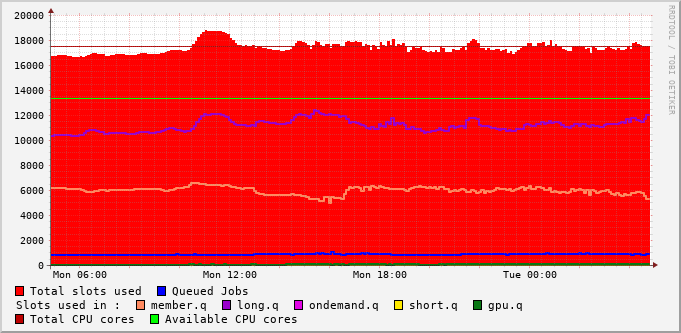 20000
18000
16000
14000
12000
10000
8000
6000
4000
2000
0
Mon 06:00 Mon 12:00 Mon 18:00 Tue 00:00
RRDTOOL / TOBI OETIKER
Total slots used Queued Jobs
Slots used in : member.q long.q ondemand.q short.q gpu.q
Total CPU cores Available CPU cores